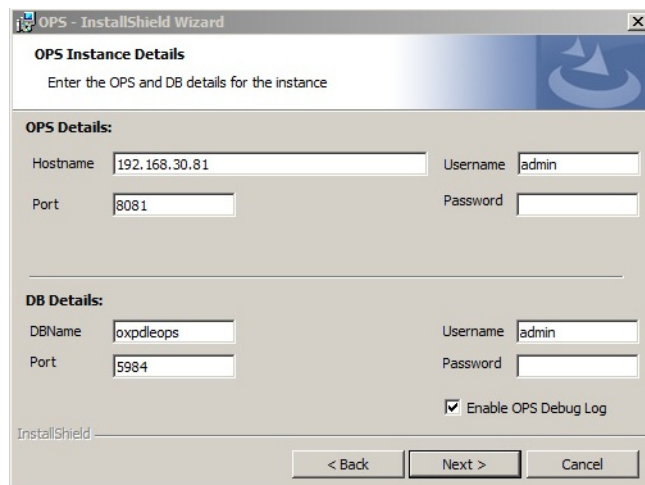 OPS - InstallShield Wizard
OPS Instance Details
Enter the OPS and DB details for the instance
OPS Details:
Hostname 192.168.30.81 Username admin
Port 8081 Password
DB Details:
DBName oxpdleops Username admin
Port 5984 Password
Enable OPS Debug Log
InstallShield
< Back Next > Cancel